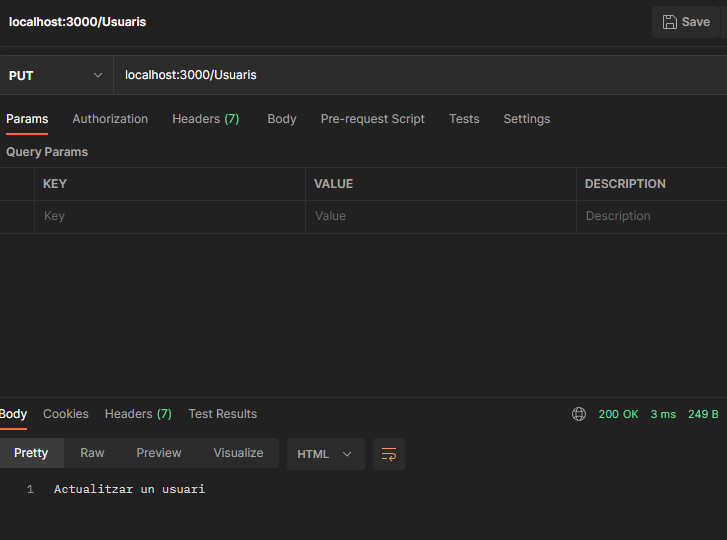 localhost:3000/Usuaris
Save
PUT
localhost:3000/Usuaris
Params Authorization Headers (7) Body Pre-request Script Tests Settings
Query Params
KEY VALUE DESCRIPTION
Key Value Description
Body Cookies Headers (7) Test Results 200 OK 3 ms 249 B
Pretty Raw Preview Visualize HTML
1 Actualitzar un usuari